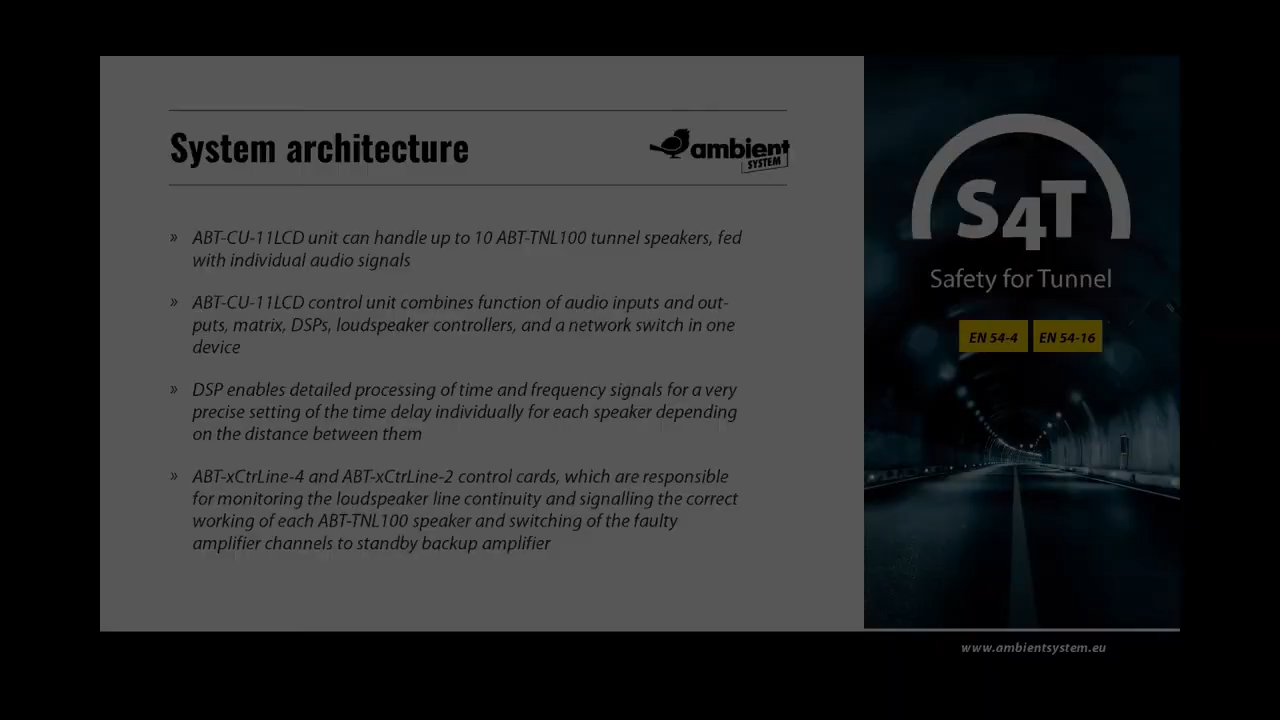 System architecture
ambient
SYSTEM
» ABT-CU-11LCD unit can handle up to 10 ABT-TNL100 tunnel speakers, fed
with individual audio signals
» ABT-CU-11LCD control unit combines function of audio inputs and out-
puts, matrix, DSPs, loudspeaker controllers, and a network switch in one
device
» DSP enables detailed processing of time and frequency signals for a very
precise setting of the time delay individually for each speaker depending
on the distance between them
» ABT-xCtrLine-4 and ABT-xCtrLine-2 control cards, which are responsible
for monitoring the loudspeaker line continuity and signalling the correct
working of each ABT-TNL100 speaker and switching of the faulty
amplifier channels to standby backup amplifier
S4T
Safety for Tunnel
EN 54-4 EN 54-16
www.ambientsystem.eu